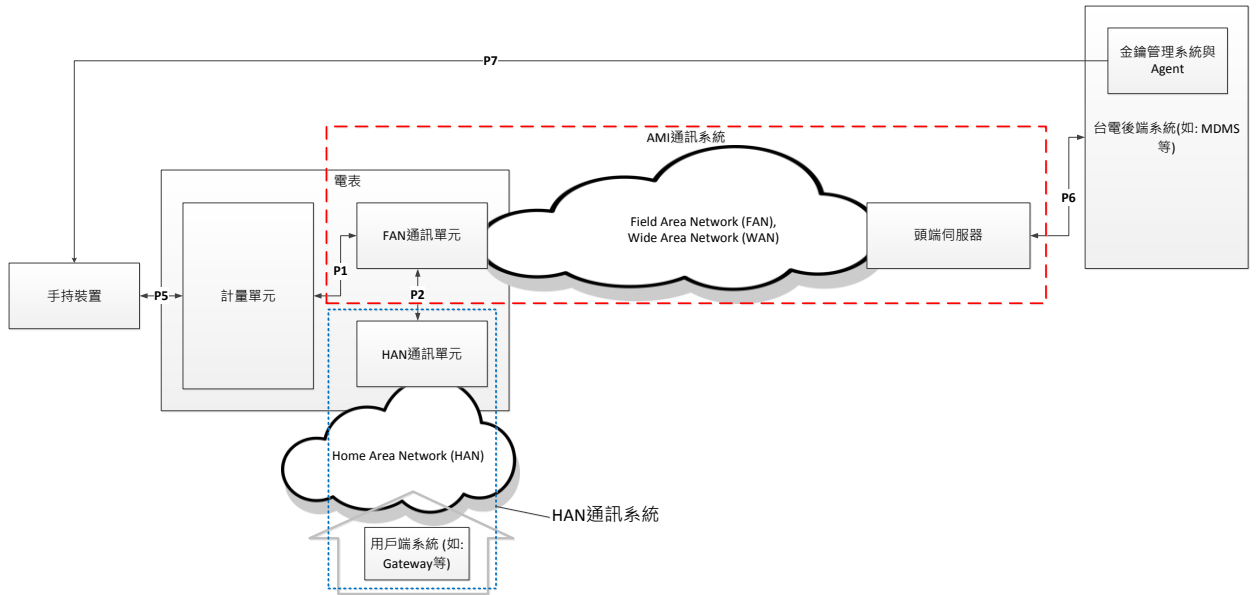 金鑰管理系統與
Agent
P7
台電後端系統(如: MDMS
等)
AMI通訊系統
電表
P6
FAN通訊單元
Field Area Network (FAN),
Wide Area Network (WAN)
頭端伺服器
P1
手持裝置
P5
計量單元
P2
HAN通訊單元
Home Area Network (HAN)
HAN通訊系統
用戶端系統 (如:
Gateway等)